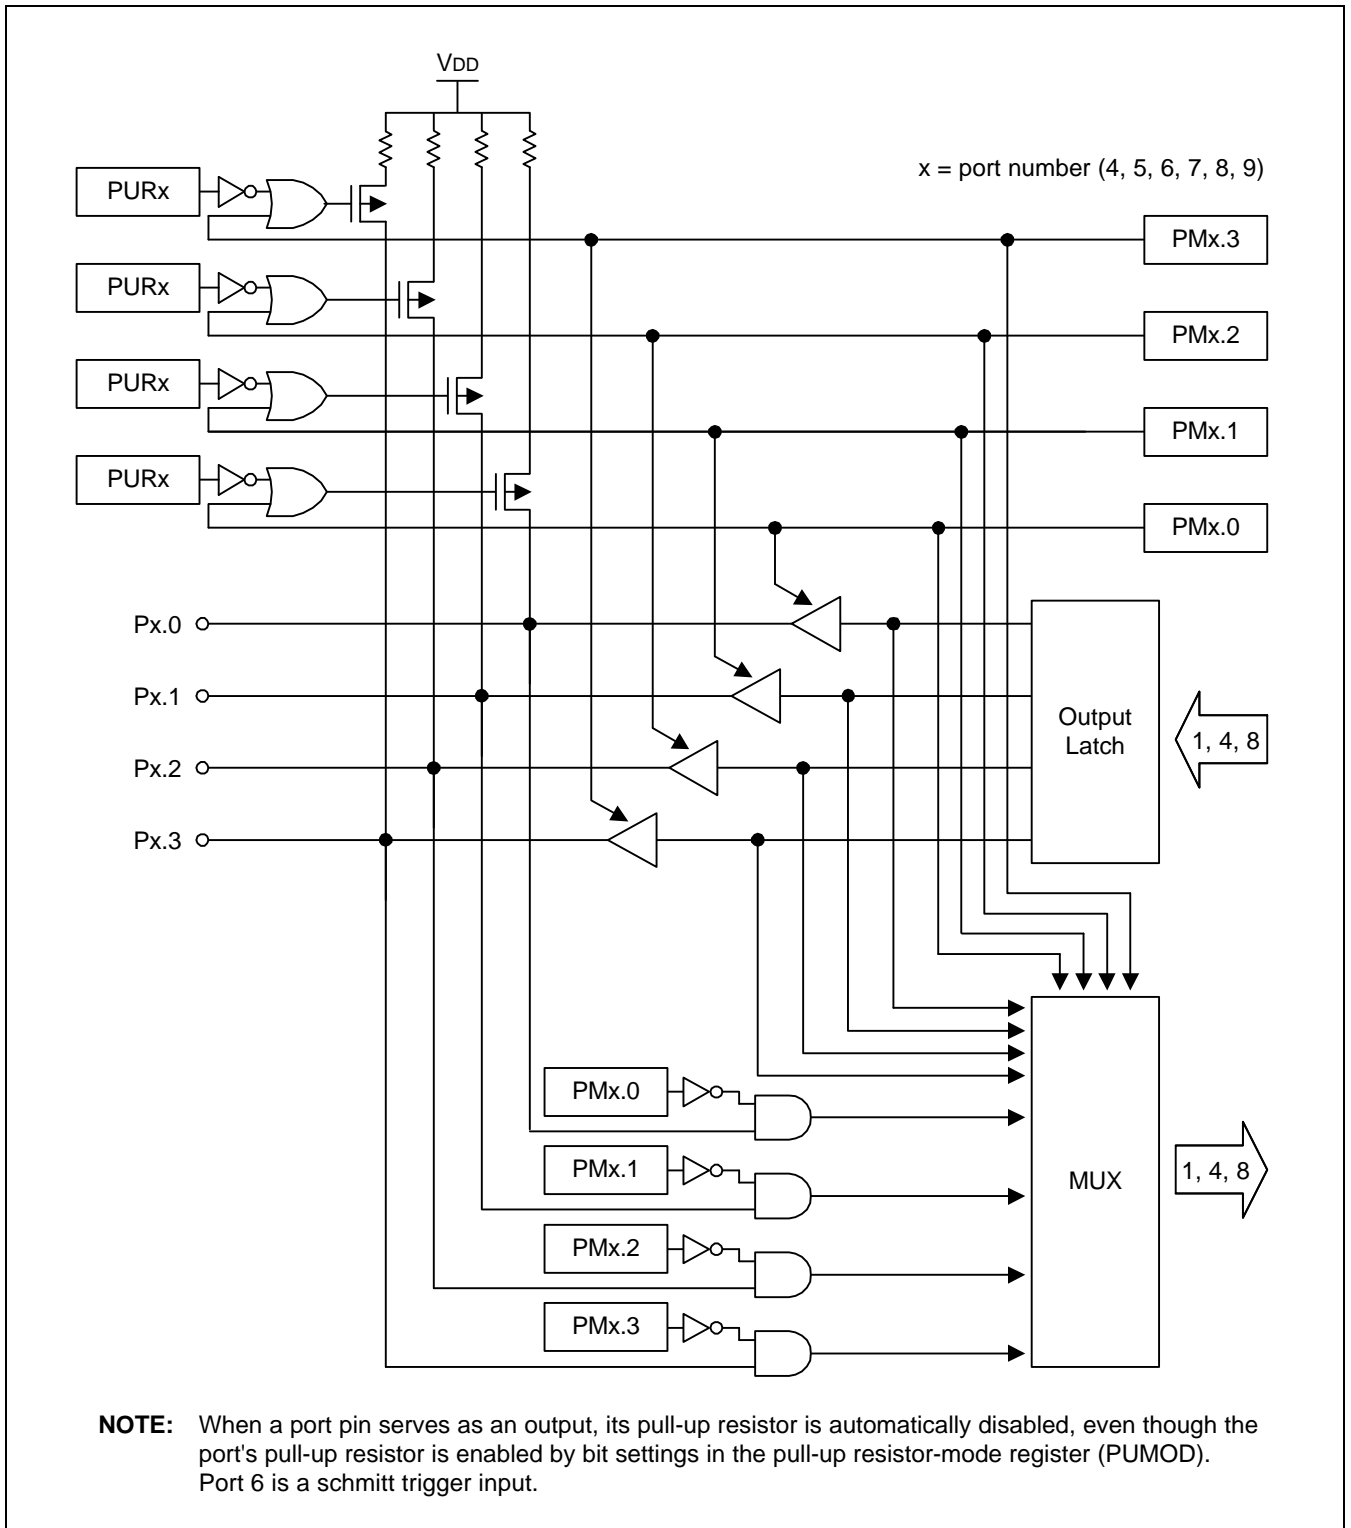 VDD
x = port number (4, 5, 6, 7, 8, 9)
PURx
PMx.3
PURx
PMx.2
PURx
PMx.1
PURx
PMx.0
Px.0
Px.1
Output
Latch
1, 4, 8
Px.2
Px.3
PMx.0
PMx.1
MUX
1, 4, 8
PMx.2
PMx.3
NOTE: When a port pin serves as an output, its pull-up resistor is automatically disabled, even though the
port's pull-up resistor is enabled by bit settings in the pull-up resistor-mode register (PUMOD).
Port 6 is a schmitt trigger input.